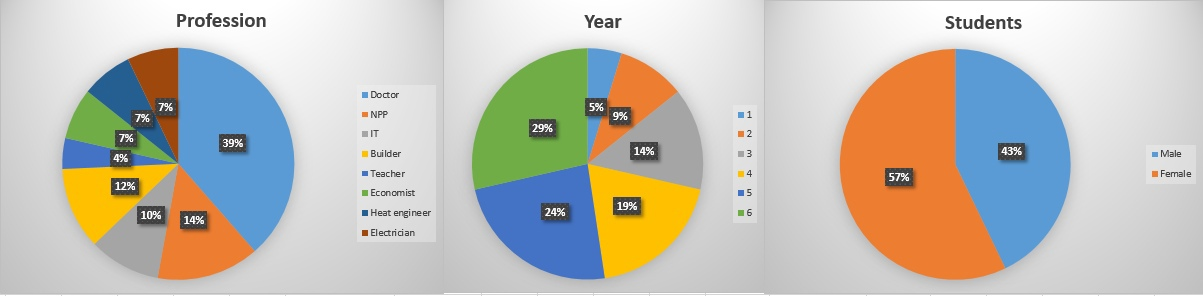 Profession
39%
14%
10%
12%
4%
7%
7%
7%
Doctor
NPP
IT
Builder
Teacher
Economist
Heat engineer
Electrician
Year
5%
9%
14%
19%
24%
29%
1
2
3
4
5
6
Students
43%
57%
Male
Female